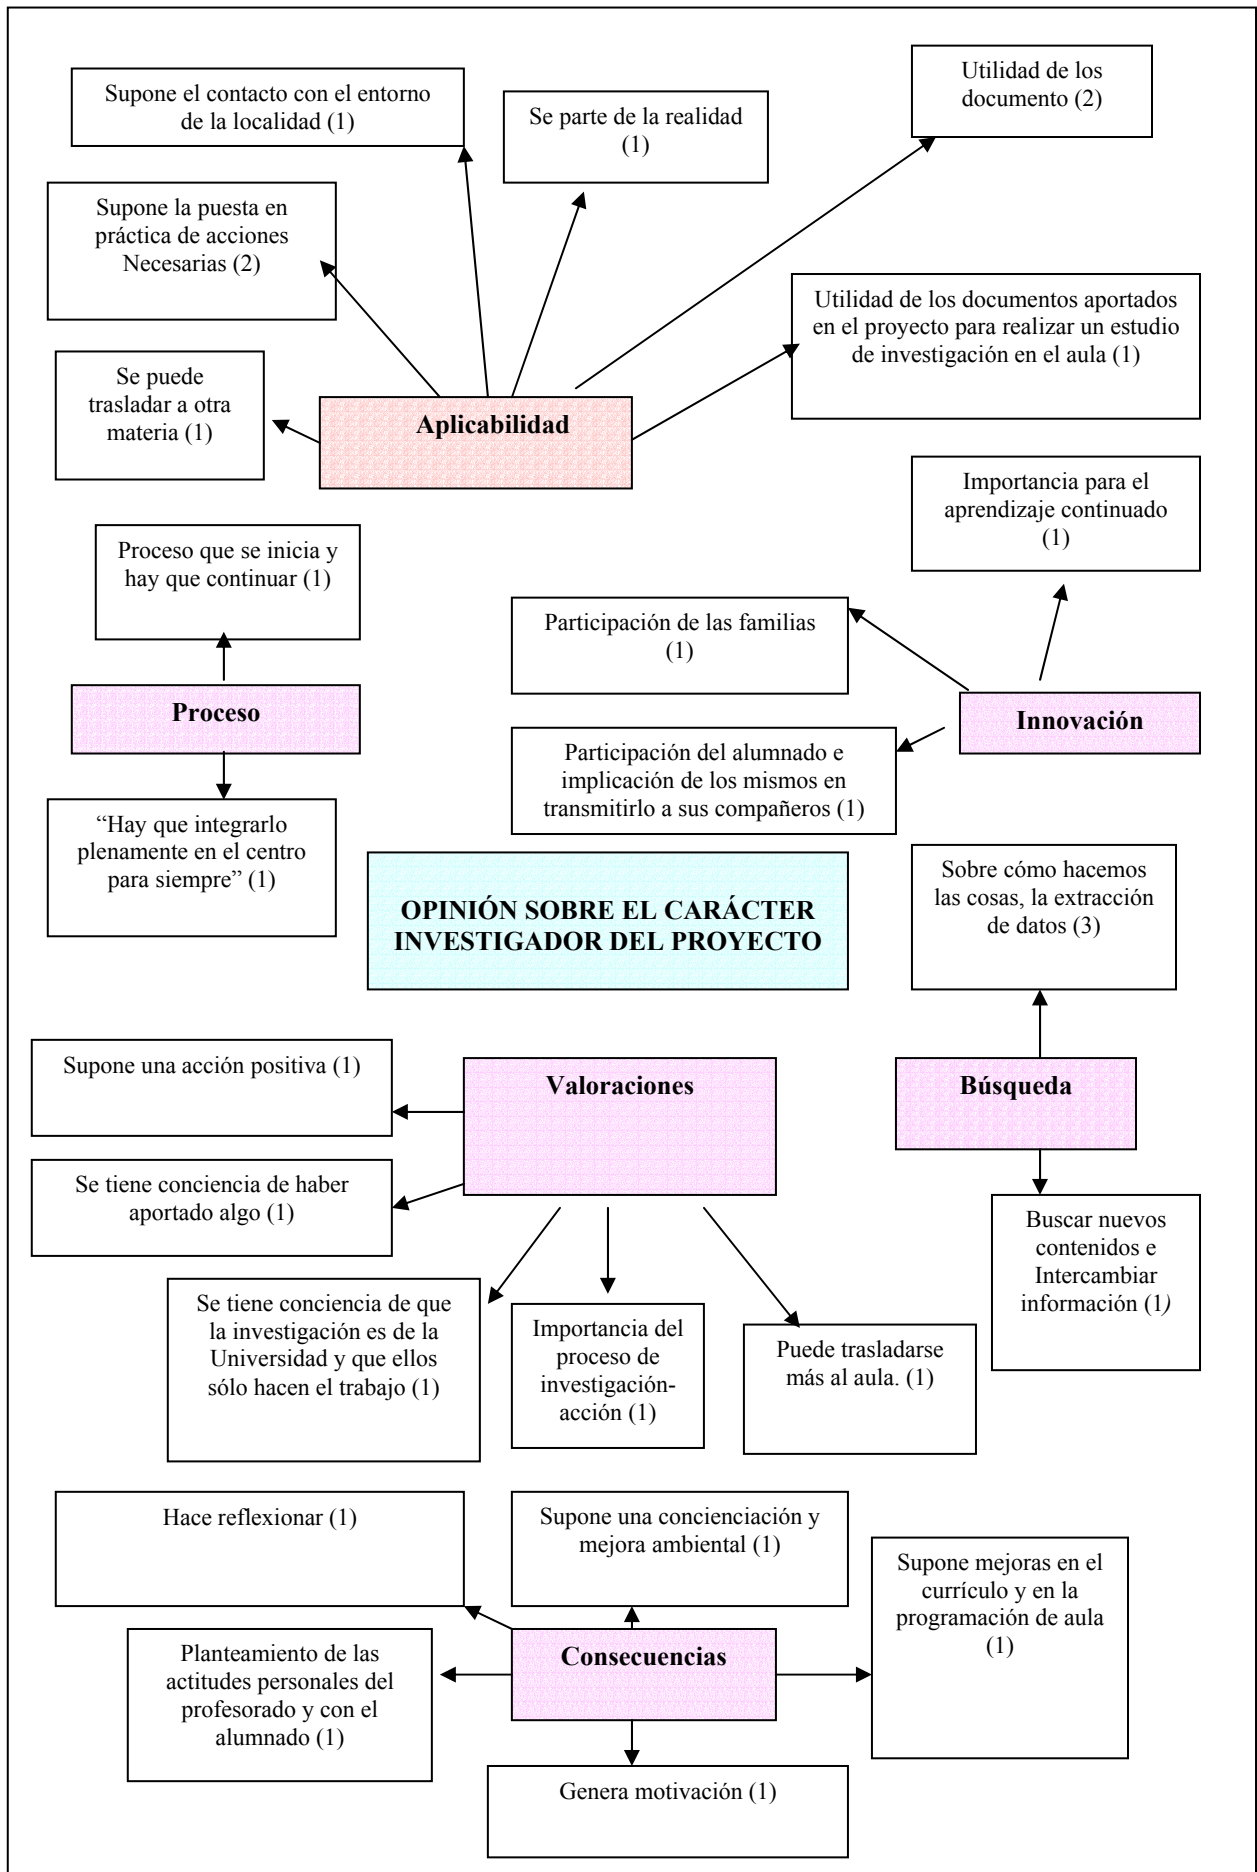 Utilidad de los
documento (2)
Supone el contacto con el entorno
de la localidad (1)
Se parte de la realidad
(1)
Supone la puesta en
práctica de acciones
Necesarias (2)
Utilidad de los documentos aportados
en el proyecto para realizar un estudio
de investigación en el aula (1)
Se puede
trasladar a otra
materia (1)
Aplicabilidad
Importancia para el
aprendizaje continuado
(1)
Proceso que se inicia y
hay que continuar (1)
Participación de las familias
(1)
Proceso
Innovación
Participación del alumnado e
implicación de los mismos en
transmitirlo a sus compañeros (1)
“Hay que integrarlo
plenamente en el centro
para siempre” (1)
OPINIÓN SOBRE EL CARÁCTER
INVESTIGADOR DEL PROYECTO
Sobre cómo hacemos
las cosas, la extracción
de datos (3)
Supone una acción positiva (1)
Valoraciones
Búsqueda
Se tiene conciencia de haber
aportado algo (1)
Buscar nuevos
contenidos e
Intercambiar
información (1)
Se tiene conciencia de que
la investigación es de la
Universidad y que ellos
sólo hacen el trabajo (1)
Importancia del
proceso de
investigación-
acción (1)
Puede trasladarse
más al aula. (1)
Hace reflexionar (1)
Supone una concienciación y
mejora ambiental (1)
Supone mejoras en el
currículo y en la
programación de aula
(1)
Planteamiento de las
actitudes personales del
profesorado y con el
alumnado (1)
Consecuencias
Genera motivación (1)